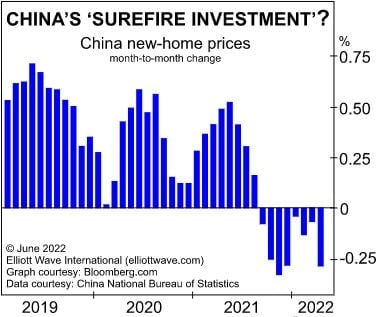 CHINA'S 'SUREFIRE INVESTMENT'?
China new-home prices
month-to-month change
%
0.75
0.50
0.25
0
-0.25
© June 2022
Elliott Wave International (elliottwave.com)
Graph courtesy: Bloomberg.com
Data courtesy: China National Bureau of Statistics
2019 2020 2021 2022